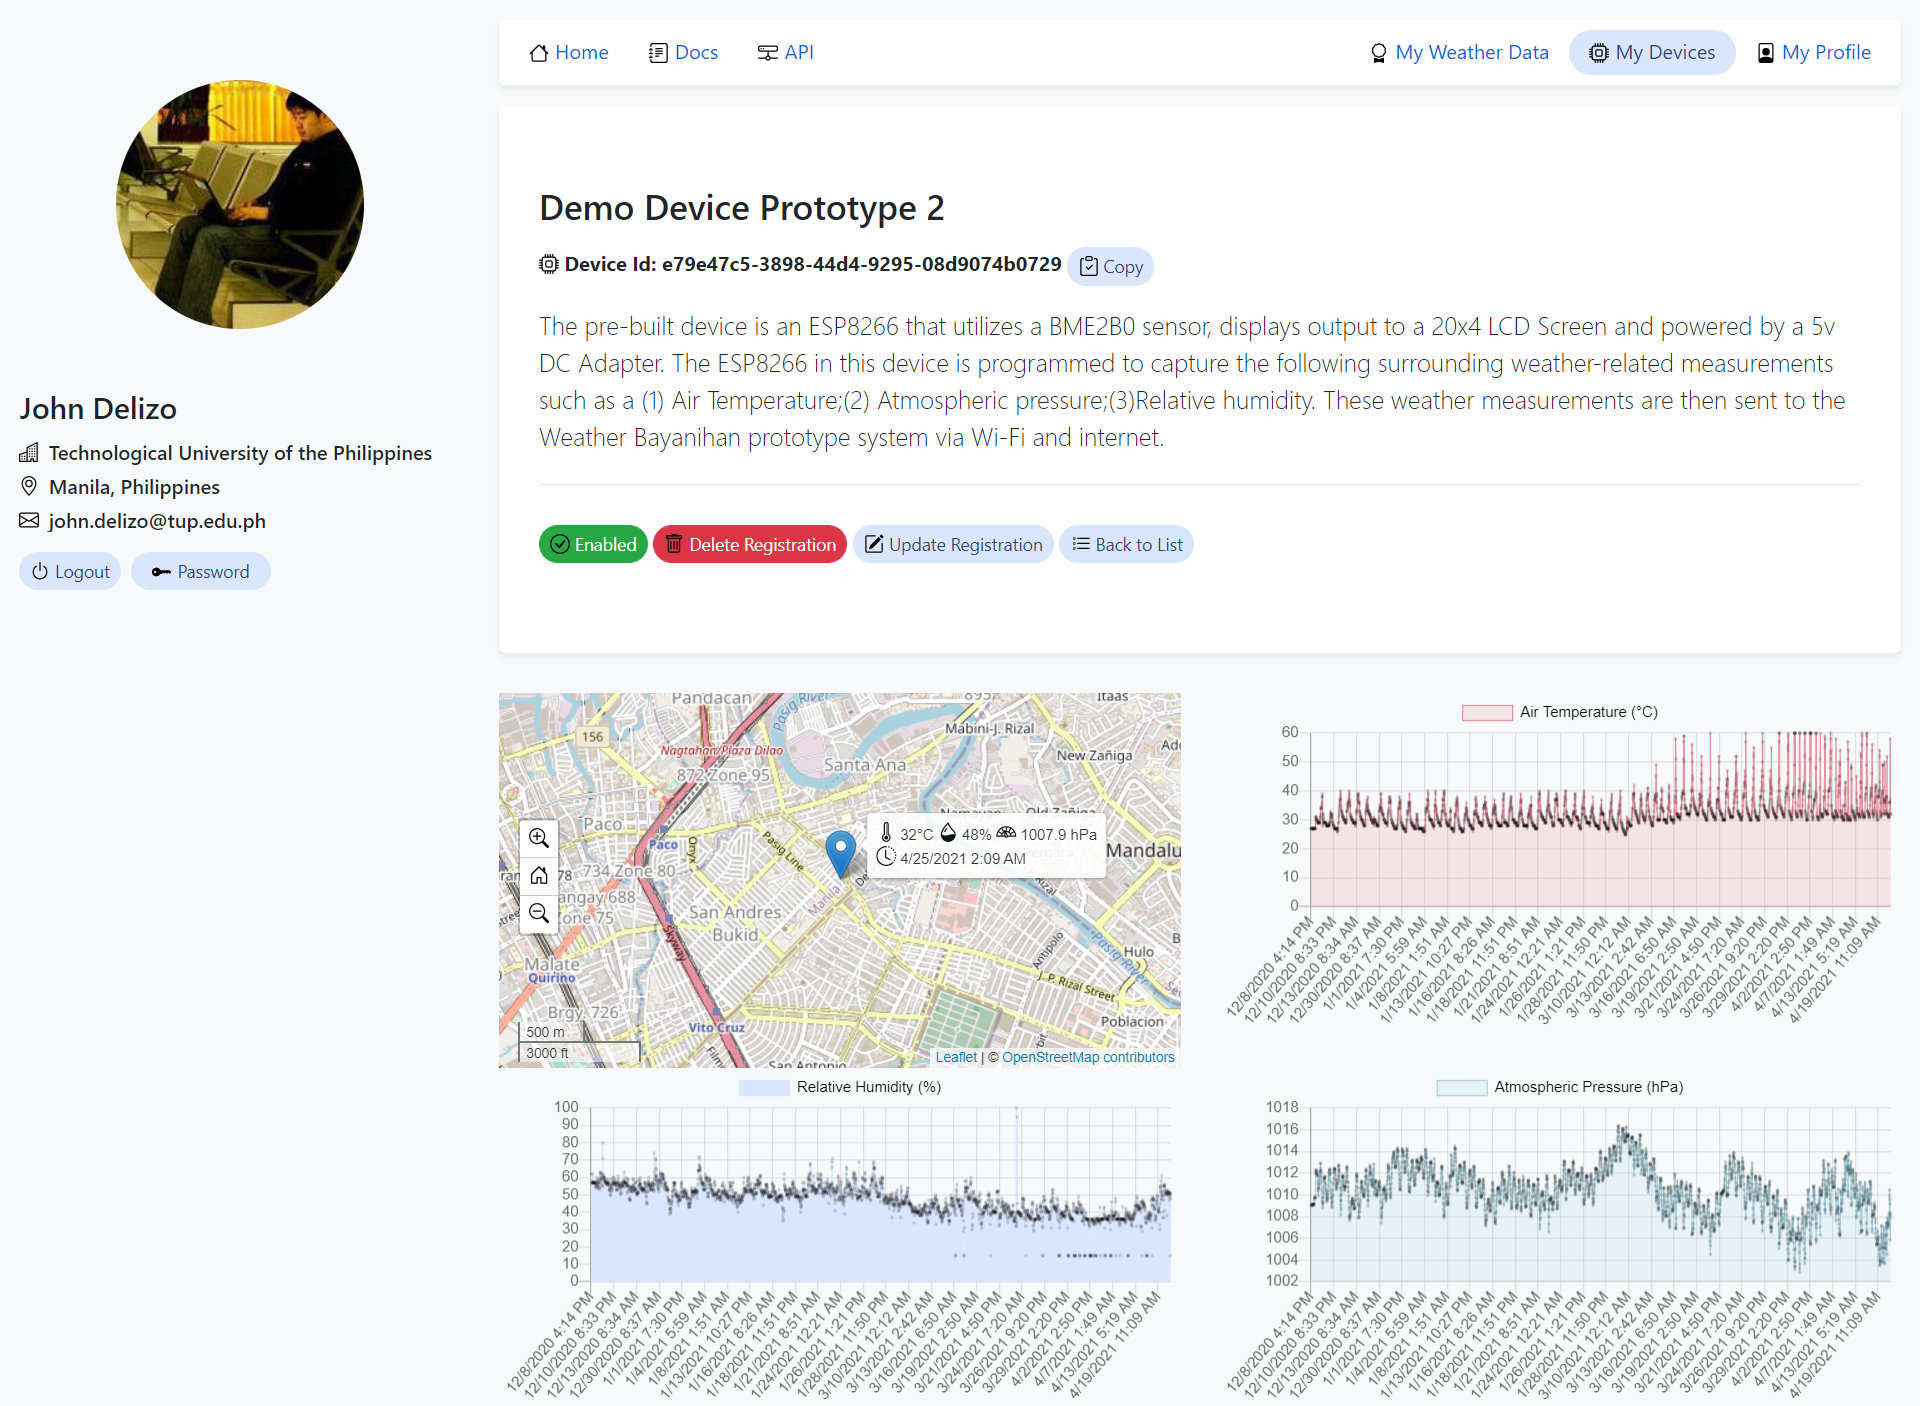 Home
Docs
API
My Weather Data
My Devices
My Profile
Demo Device Prototype 2
Device Id: e79e47c5-3898-44d4-9295-08d9074b0729
Copy
The pre-built device is an ESP8266 that utilizes a BME2B0 sensor, displays output to a 20x4 LCD Screen and powered by a 5v
DC Adapter. The ESP8266 in this device is programmed to capture the following surrounding weather-related measurements
such as a (1) Air Temperature;(2) Atmospheric pressure;(3)Relative humidity. These weather measurements are then sent to the
Weather Bayanihan prototype system via Wi-Fi and internet.
John Delizo
Technological University of the Philippines
Manila, Philippines
john.delizo@tup.edu.ph
Logout
Password
Enabled
Delete Registration
Update Registration
Back to List
Pandacan
Pasig River
895
Itaas
156
Mabini-J. Rizal
Nagtahan/Plaza Dilao
New Zañiga
872 Zone 95
Santa Ana
Old Zañiga
Paco
Paco
Onyx
Pasig Line
32°C 48% 1007.9 hPa
4/25/2021 2:09 AM
Mandalu
78
734 Zone 80
angay 688
Zone 75
Manila
J.P. Rizal
San Andres
Bukid
Skyway
Antipolo
Pasig River
Hulo
Malate
Quirino
J. P. Rizal Street
Brgy. 726
Vito Cruz
Poblacion
500 m
3000 ft
San Antonio
Leaflet | © OpenStreetMap contributors
Air Temperature (°C)
60
50
40
30
20
10
0
12/8/2020 4:14 PM
12/10/2020 8:33 PM
12/13/2020 8:34 AM
12/30/2020 8:37 AM
1/1/2021 7:30 PM
1/4/2021 5:59 AM
1/8/2021 1:51 AM
1/13/2021 10:27 PM
1/16/2021 8:26 AM
1/18/2021 11:51 PM
1/21/2021 8:51 AM
1/24/2021 12:21 AM
1/26/2021 1:21 PM
1/28/2021 11:50 PM
3/10/2021 12:12 AM
3/13/2021 2:42 AM
3/16/2021 6:50 AM
3/19/2021 2:50 AM
3/21/2021 4:50 PM
3/24/2021 7:20 AM
3/26/2021 9:20 PM
3/29/2021 2:20 PM
4/2/2021 2:50 PM
4/7/2021 1:49 AM
4/13/2021 5:19 AM
4/19/2021 11:09 AM
Relative Humidity (%)
100
90
80
70
60
50
40
30
20
10
0
12/8/2020 4:14 PM
12/10/2020 8:33 PM
12/13/2020 8:34 AM
12/30/2020 8:37 AM
1/1/2021 7:30 PM
1/4/2021 5:59 AM
1/8/2021 1:51 AM
1/13/2021 10:27 PM
1/16/2021 8:26 AM
1/18/2021 11:51 PM
1/21/2021 8:51 AM
1/24/2021 12:21 AM
1/26/2021 1:21 PM
1/28/2021 11:50 PM
3/10/2021 12:12 AM
3/13/2021 2:42 AM
3/16/2021 6:50 AM
3/19/2021 2:50 AM
3/21/2021 4:50 PM
3/24/2021 7:20 AM
3/26/2021 9:20 PM
3/29/2021 2:20 PM
4/2/2021 2:50 PM
4/7/2021 1:49 AM
4/13/2021 5:19 AM
4/19/2021 11:09 AM
Atmospheric Pressure (hPa)
1018
1016
1014
1012
1010
1008
1006
1004
1002
12/8/2020 4:14 PM
12/10/2020 8:33 PM
12/13/2020 8:34 AM
12/30/2020 8:37 AM
1/1/2021 7:30 PM
1/4/2021 5:59 AM
1/8/2021 1:51 AM
1/13/2021 10:27 PM
1/16/2021 8:26 AM
1/18/2021 11:51 PM
1/21/2021 8:51 AM
1/24/2021 12:21 AM
1/26/2021 1:21 PM
1/28/2021 11:50 PM
3/10/2021 12:12 AM
3/13/2021 2:42 AM
3/16/2021 6:50 AM
3/19/2021 2:50 AM
3/21/2021 4:50 PM
3/24/2021 7:20 AM
3/26/2021 9:20 PM
3/29/2021 2:20 PM
4/2/2021 2:50 PM
4/7/2021 1:49 AM
4/13/2021 5:19 AM
4/19/2021 11:09 AM